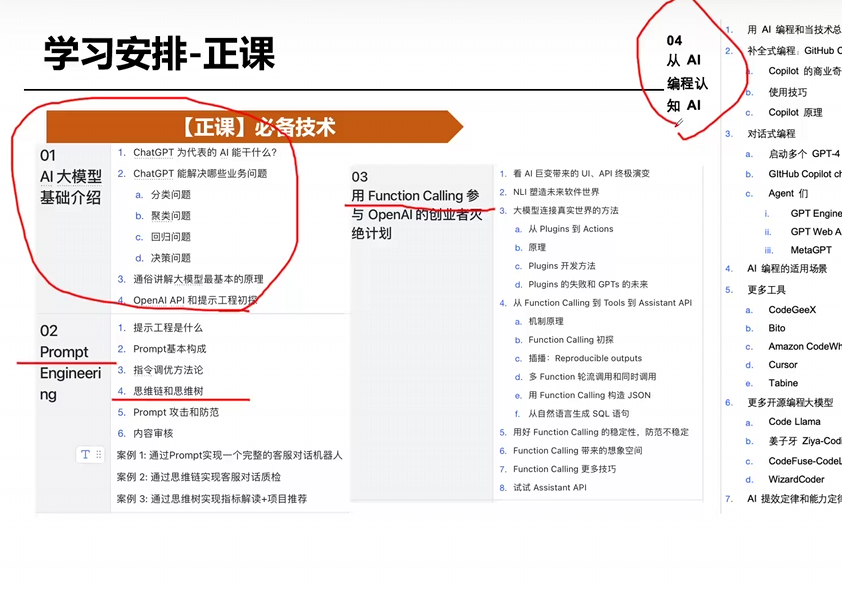 学习安排-正课
【正课】必备技术
01
AI 大模型
基础介绍
1. ChatGPT 为代表的 AI 能干什么?
2. ChatGPT 能解决哪些业务问题
a. 分类问题
b. 聚类问题
c. 回归问题
d. 决策问题
3. 通俗讲解大模型最基本的原理
4. OpenAI API 和提示工程初探
02
Prompt
Engineeri
ng
1. 提示工程是什么
2. Prompt基本构成
3. 指令调优方法论
4. 思维链和思维树
5. Prompt 攻击和防范
6. 内容审核
案例 1: 通过Prompt实现一个完整的客服对话机器人
案例 2: 通过思维链实现客服对话质检
案例 3: 通过思维树实现指标解读+项目推荐
03
用 Function Calling 参
与 OpenAI 的创业者灭
绝计划
1. 看 AI 巨变带来的 UI、API 终极演变
2. NLI 塑造未来软件世界
3. 大模型连接真实世界的方法
a. 从 Plugins 到 Actions
b. 原理
c. Plugins 开发方法
d. Plugins 的失败和 GPTs 的未来
4. 从 Function Calling 到 Tools 到 Assistant API
a. 机制原理
b. Function Calling 初探
c. 插播：Reproducible outputs
d. 多 Function 轮流调用和同时调用
e. 用 Function Calling 构造 JSON
f. 从自然语言生成 SQL 语句
5. 用好 Function Calling 的稳定性，防范不稳定
6. Function Calling 带来的想象空间
7. Function Calling 更多技巧
8. 试试 Assistant API
04
从 AI
编程认
知 AI
1. 用 AI 编程和当技术总
2. 补全式编程：GitHub C
a. Copilot 的商业奇
b. 使用技巧
c. Copilot 原理
3. 对话式编程
a. 启动多个 GPT-4
b. GItHub Copilot ch
c. Agent 们
i. GPT Engine
ii. GPT Web A
iii. MetaGPT
4. AI 编程的适用场景
5. 更多工具
a. CodeGeeX
b. Bito
c. Amazon CodeWh
d. Cursor
e. Tabine
6. 更多开源编程大模型
a. Code Llama
b. 姜子牙 Ziya-Codi
c. CodeFuse-CodeL
d. WizardCoder
7. AI 提效定律和能力定律